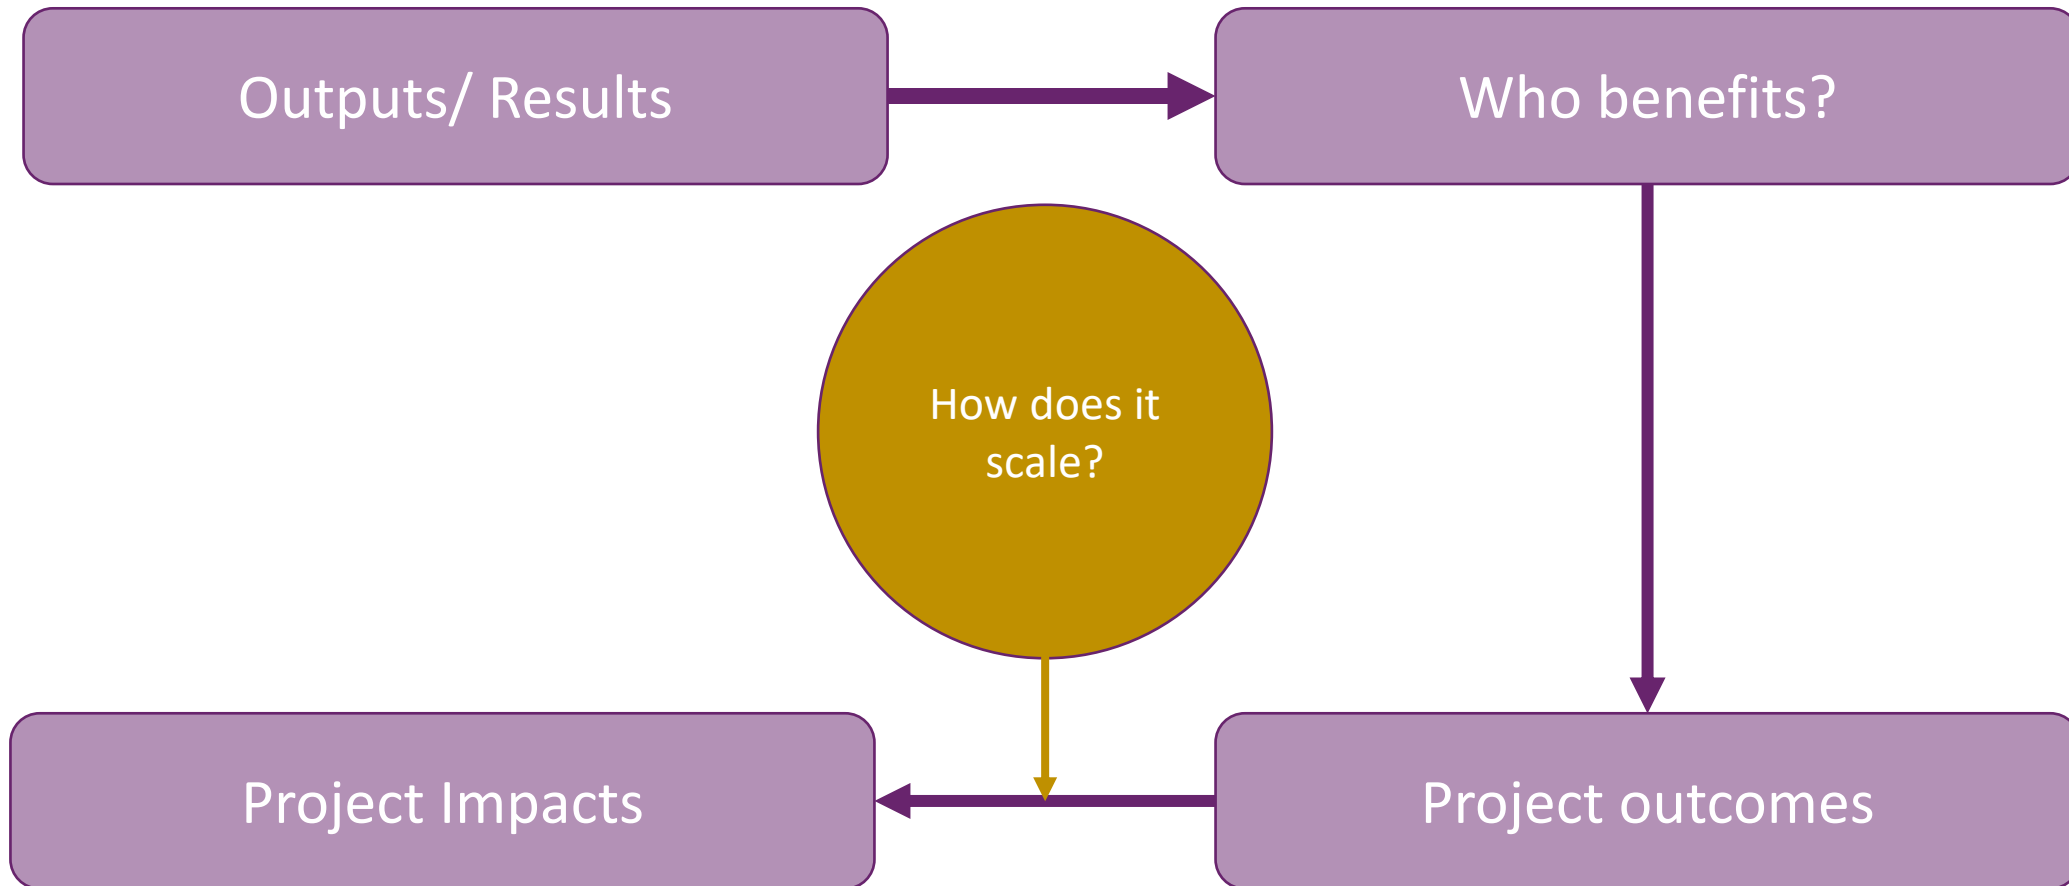 Outputs/ Results
Who benefits?
How does it
scale?
Project Impacts
Project outcomes